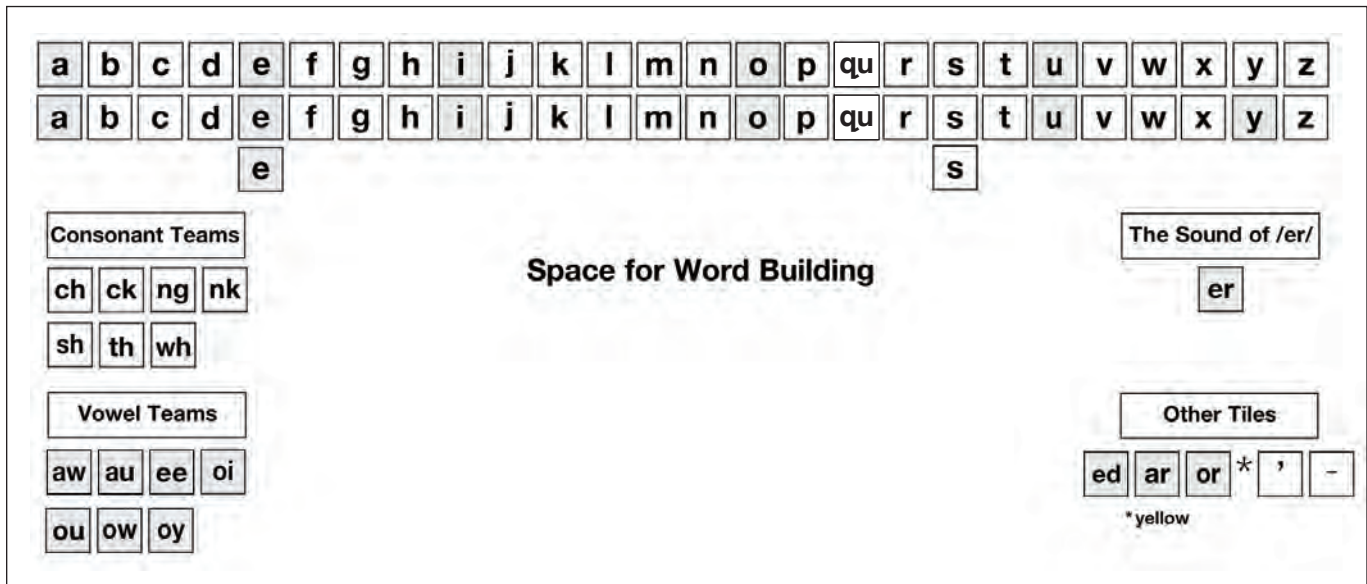 a b c d e f g h i j k l m n o p qu r s t u v w x y z
a b c d e f g h i j k l m n o p qu r s t u v w x y z
e s
Consonant Teams
ch ck ng nk
sh th wh
Space for Word Building
The Sound of /er/
er
Vowel Teams
aw au ee oi
ou ow oy
Other Tiles
ed ar or * ’ -
*yellow